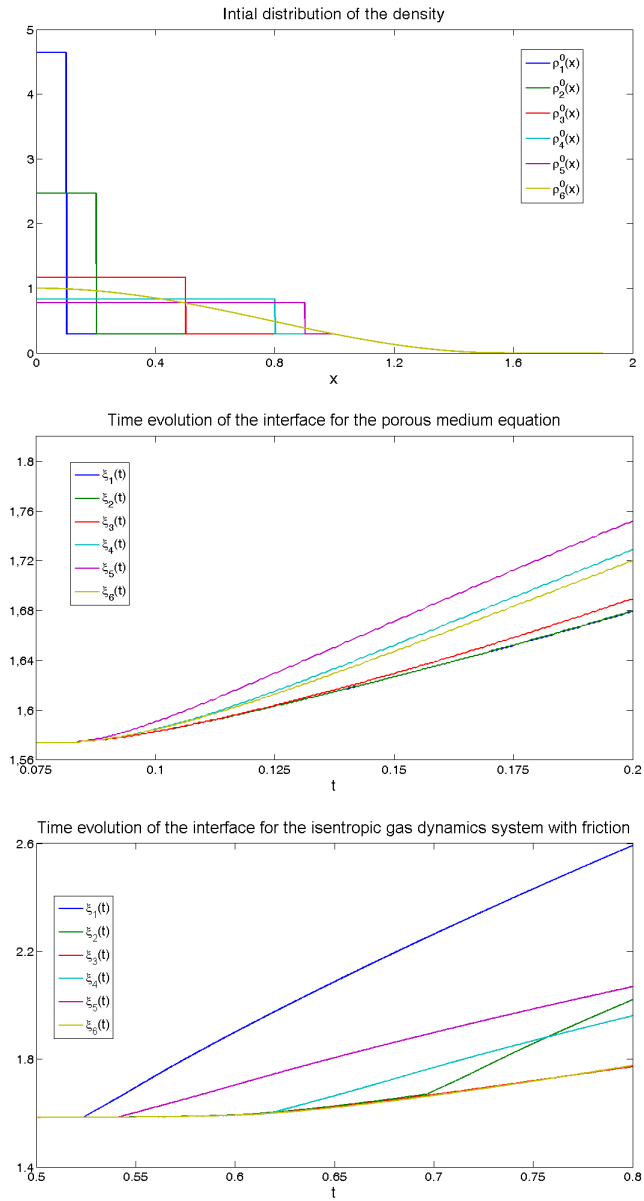 Intial distribution of the density
5
4
3
2
1
0
0
0.4
0.8
1.2
1.6
2
x
ρ₁⁰(x)
ρ₂⁰(x)
ρ₃⁰(x)
ρ₄⁰(x)
ρ₅⁰(x)
ρ₆⁰(x)
Time evolution of the interface for the porous medium equation
1.8
1,76
1,72
1.68
1.64
1,6
1,56
0.075
0.1
0.125
0.15
0.175
0.2
t
ξ₁(t)
ξ₂(t)
ξ₃(t)
ξ₄(t)
ξ₅(t)
ξ₆(t)
Time evolution of the interface for the isentropic gas dynamics system with friction
2.6
2.2
1.8
1.4
0.5
0.55
0.6
0.65
0.7
0.75
0.8
t
ξ₁(t)
ξ₂(t)
ξ₃(t)
ξ₄(t)
ξ₅(t)
ξ₆(t)